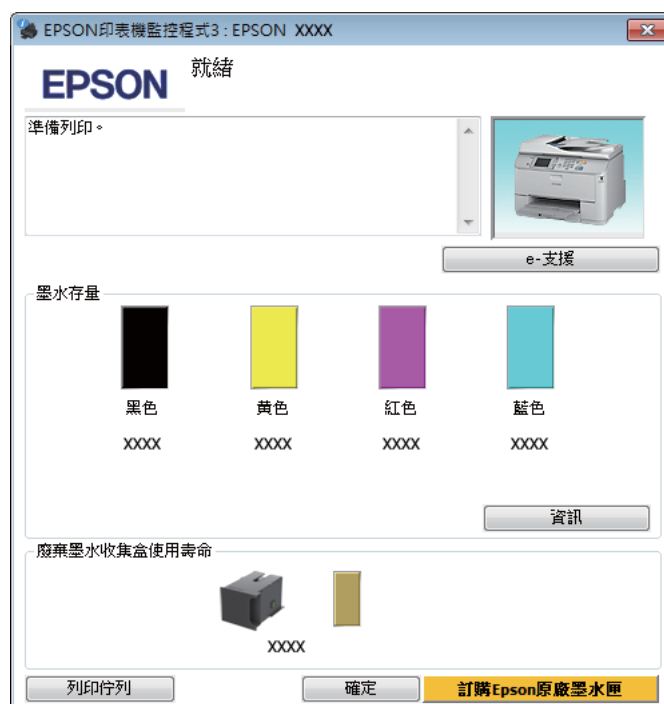 EPSON印表機監控程式3 : EPSON XXXX
EPSON
就緒
準備列印。
e-支援
墨水存量
黑色 黃色 紅色 藍色
XXXX XXXX XXXX XXXX
資訊
廢棄墨水收集盒使用壽命
XXXX
列印佇列 確定 訂購Epson原廠墨水匣